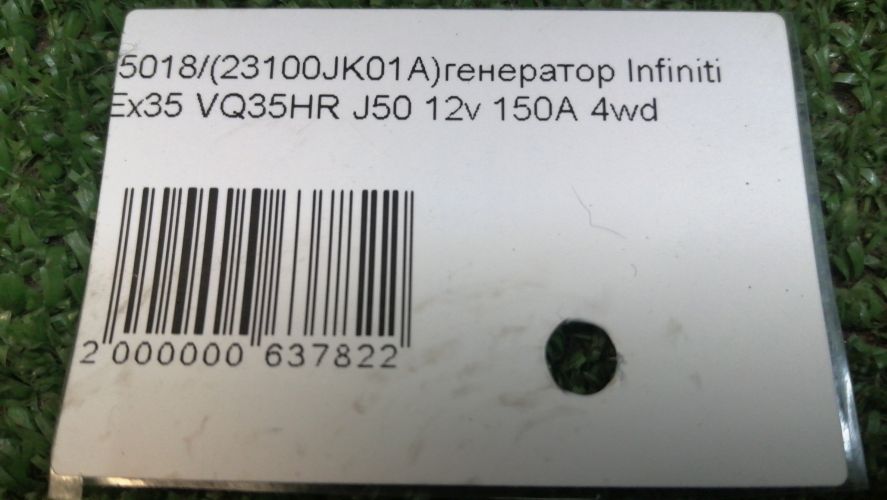 5018/(23100JK01A)генератор Infiniti
Ex35 VQ35HR J50 12v 150A 4wd
2 000000 637822